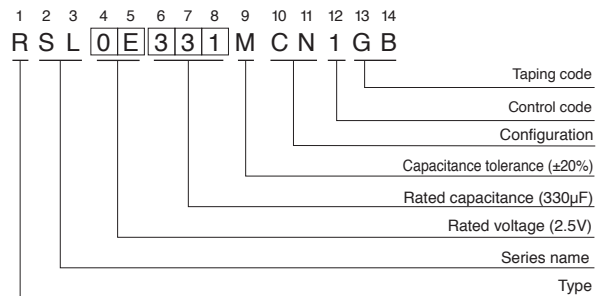 1 2 3 4 5 6 7 8 9 10 11 12 13 14
R S L 0 E 3 3 1 M C N 1 G B
Taping code
Control code
Configuration
Capacitance tolerance (±20%)
Rated capacitance (330μF)
Rated voltage (2.5V)
Series name
Type